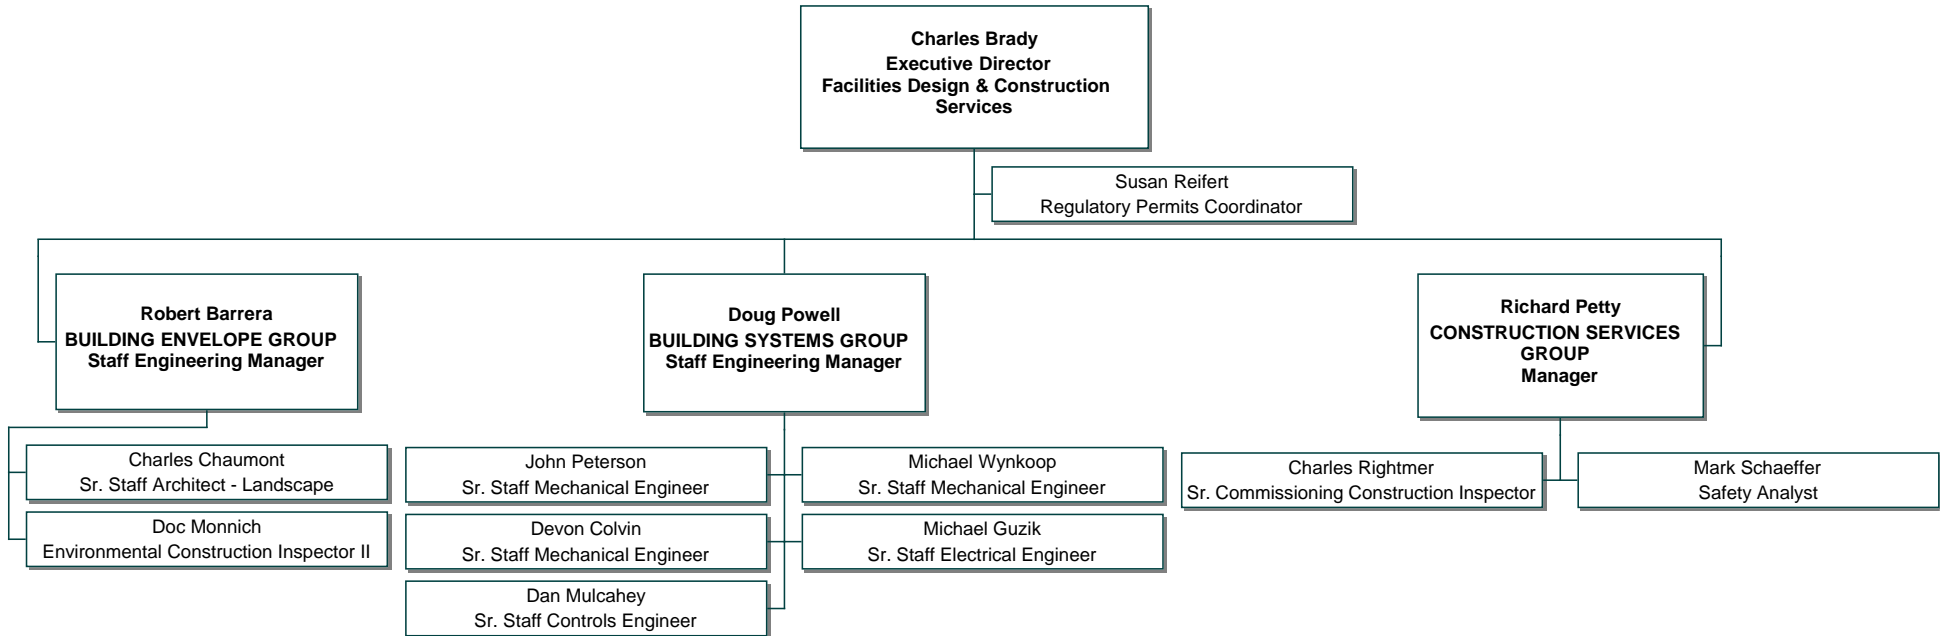 Charles Brady
Executive Director
Facilities Design & Construction
Services
Susan Reifert
Regulatory Permits Coordinator
Robert Barrera
BUILDING ENVELOPE GROUP
Staff Engineering Manager
Doug Powell
BUILDING SYSTEMS GROUP
Staff Engineering Manager
Richard Petty
CONSTRUCTION SERVICES
GROUP
Manager
Charles Chaumont
Sr. Staff Architect - Landscape
Doc Monnich
Environmental Construction Inspector II
John Peterson
Sr. Staff Mechanical Engineer
Michael Wynkoop
Sr. Staff Mechanical Engineer
Devon Colvin
Sr. Staff Mechanical Engineer
Michael Guzik
Sr. Staff Electrical Engineer
Dan Mulcahey
Sr. Staff Controls Engineer
Charles Rightmer
Sr. Commissioning Construction Inspector
Mark Schaeffer
Safety Analyst